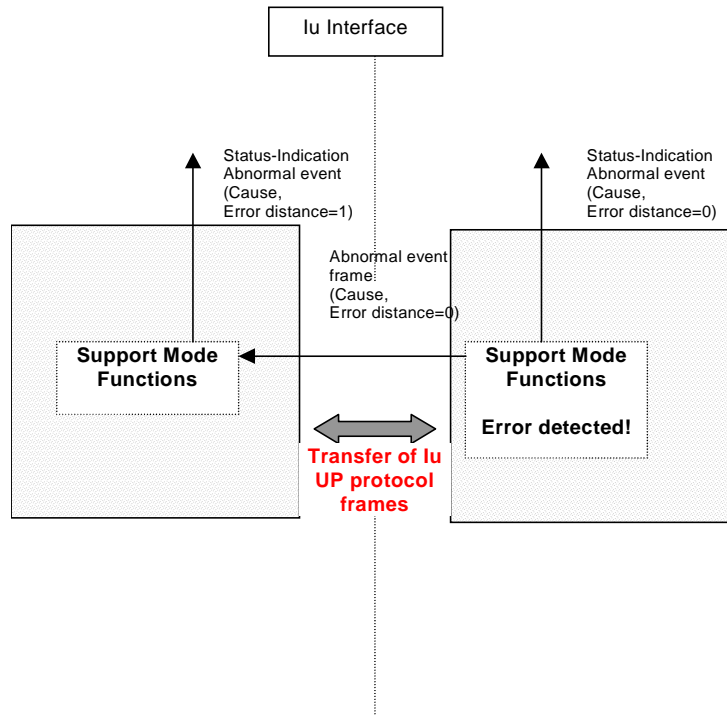 Iu Interface
Status-Indication
Abnormal event
(Cause,
Error distance=1)
Status-Indication
Abnormal event
(Cause,
Error distance=0)
Abnormal event
frame
(Cause,
Error distance=0)
Support Mode
Functions
Support Mode
Functions
Error detected!
Transfer of Iu
UP protocol
frames